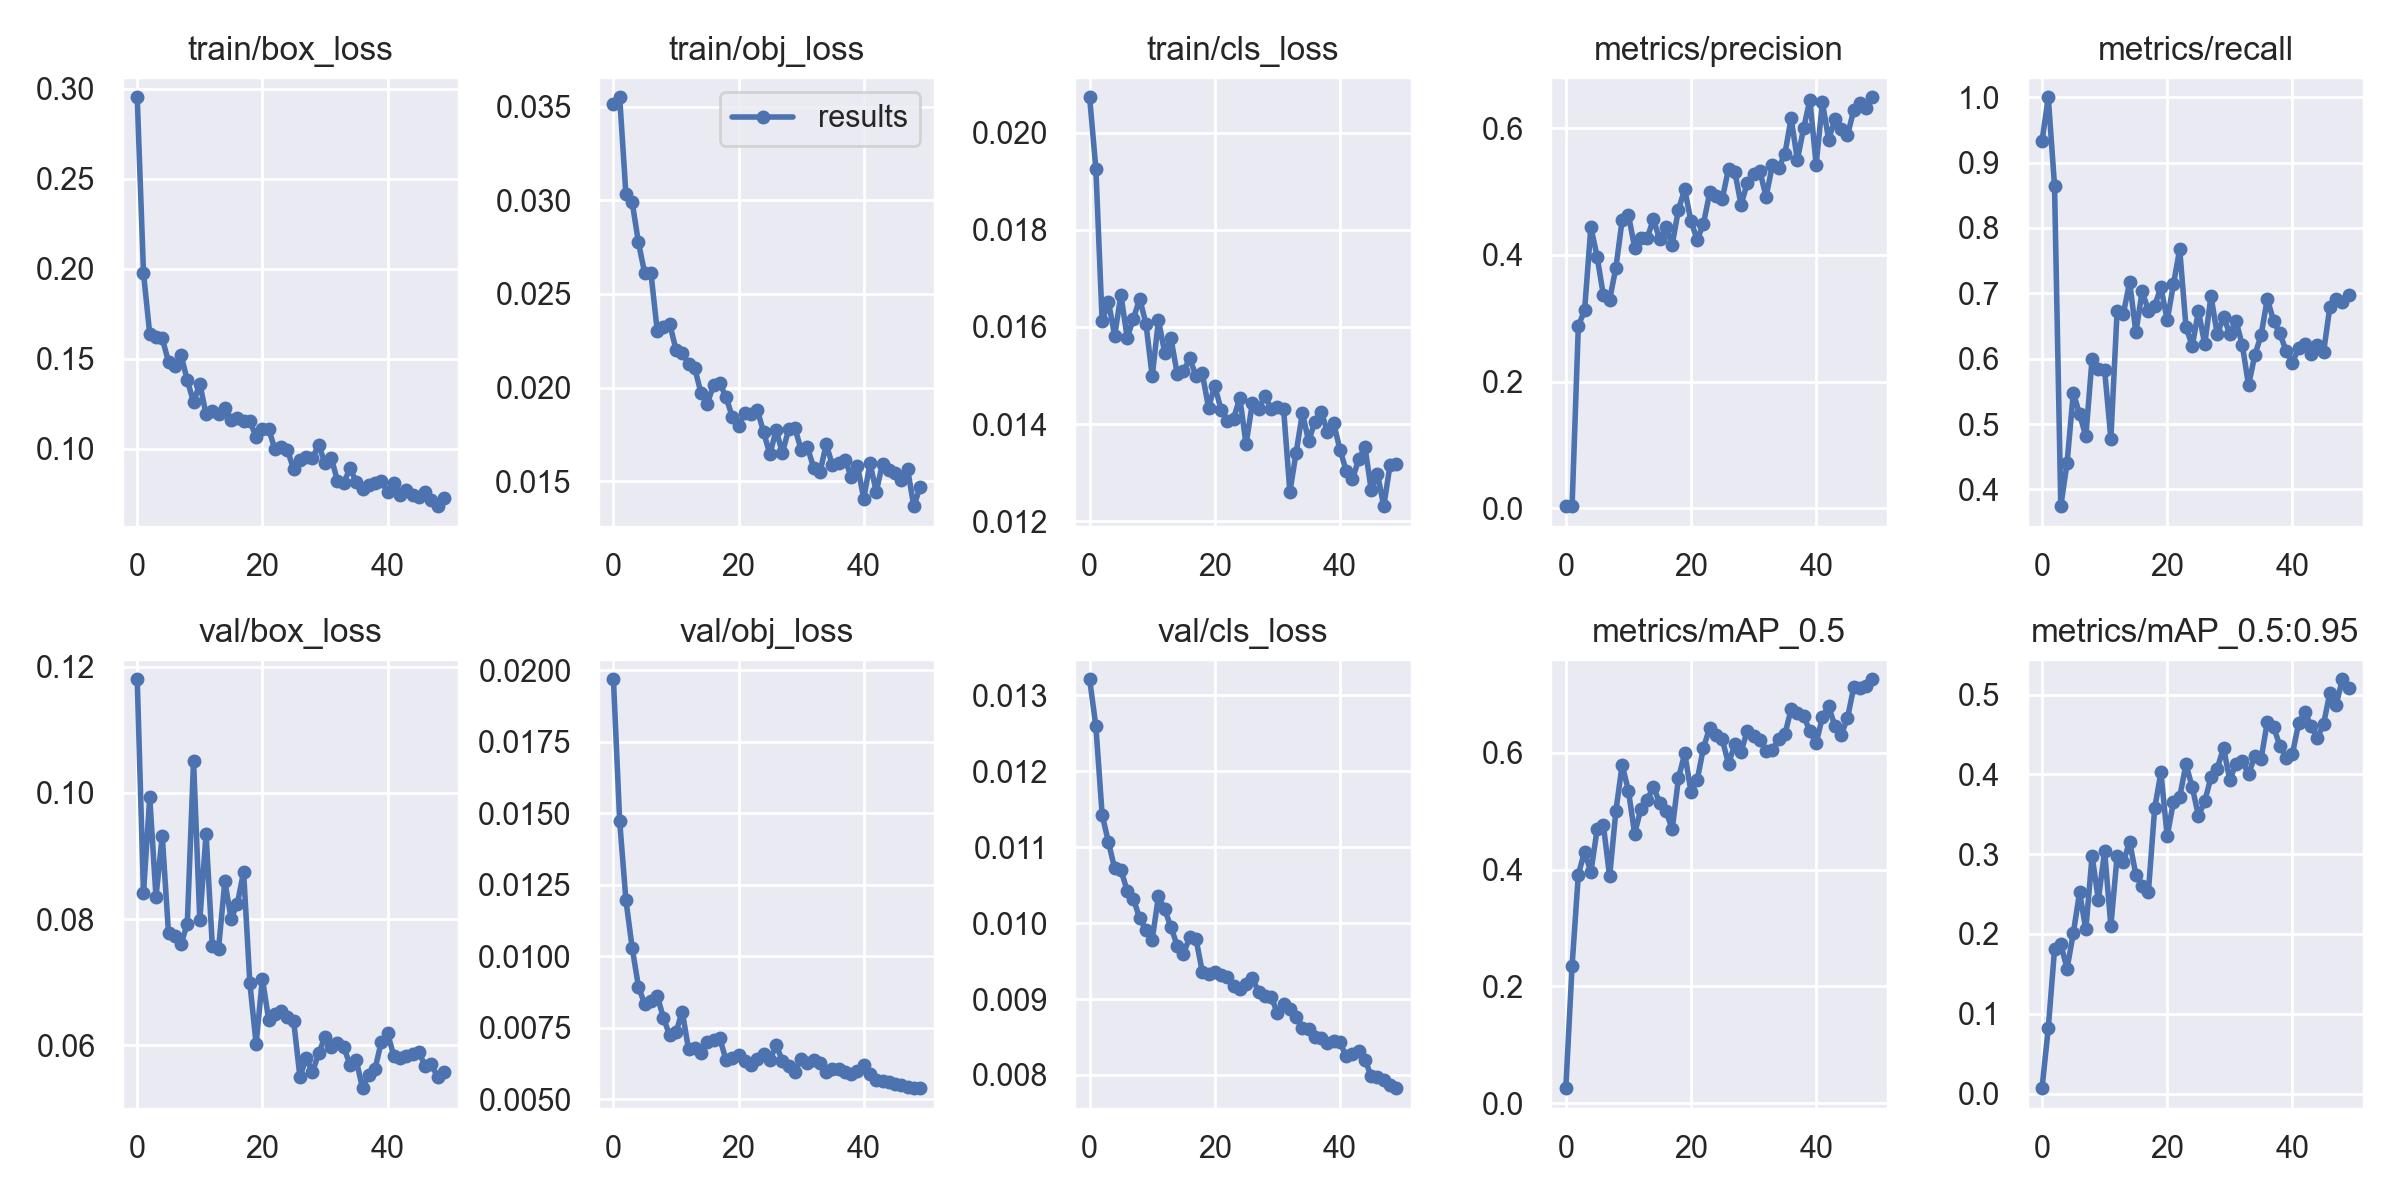 train/box_loss
0.30
0.25
0.20
0.15
0.10
0 20 40
train/obj_loss
results
0.035
0.030
0.025
0.020
0.015
0 20 40
train/cls_loss
0.020
0.018
0.016
0.014
0.012
0 20 40
metrics/precision
0.6
0.4
0.2
0.0
0 20 40
metrics/recall
1.0
0.9
0.8
0.7
0.6
0.5
0.4
0 20 40
val/box_loss
0.12
0.10
0.08
0.06
0 20 40
val/obj_loss
0.0200
0.0175
0.0150
0.0125
0.0100
0.0075
0.0050
0 20 40
val/cls_loss
0.013
0.012
0.011
0.010
0.009
0.008
0 20 40
metrics/mAP_0.5
0.6
0.4
0.2
0.0
0 20 40
metrics/mAP_0.5:0.95
0.5
0.4
0.3
0.2
0.1
0.0
0 20 40